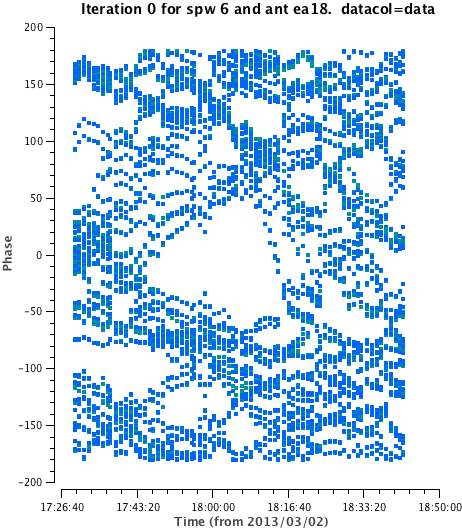 Iteration 0 for spw 6 and ant ea18.  datacol=data
200
150
100
50
0
-50
-100
-150
-200
Phase
17:26:40 17:43:20 18:00:00 18:16:40 18:33:20 18:50:00
Time (from 2013/03/02)